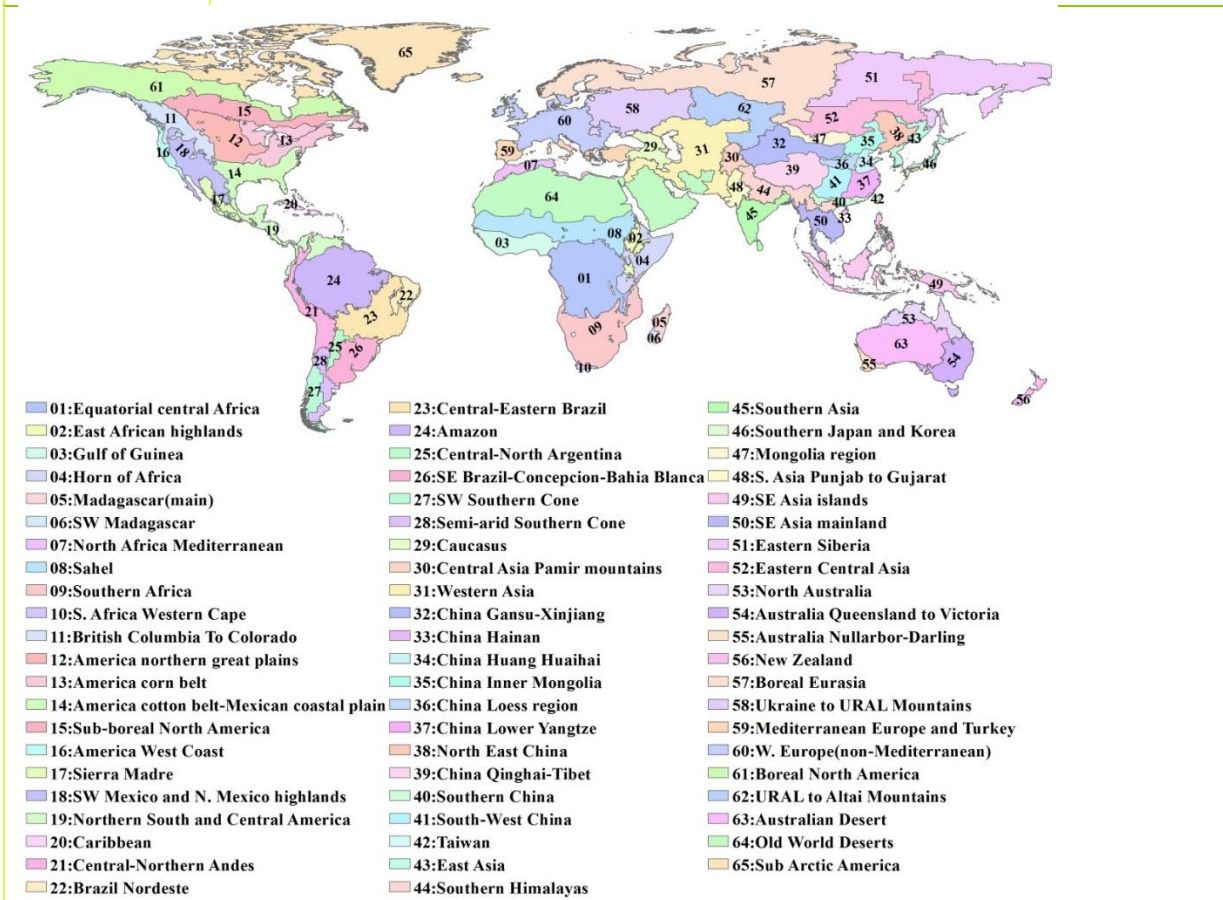 65
61
51
57
15
11
58
62
60
52
12
13
47
38
43
18
59
29
31
32
35
16
30
36
34
46
14
07
39
41
37
48
44
17
20
64
40
42
45
33
50
19
03
08
02
04
24
01
49
22
21
23
09
05
53
06
63
25
26
54
28
10
55
27
56
01:Equatorial central Africa
02:East African highlands
03:Gulf of Guinea
04:Horn of Africa
05:Madagascar(main)
06:SW Madagascar
07:North Africa Mediterranean
08:Sahel
09:Southern Africa
10:S. Africa Western Cape
11:British Columbia To Colorado
12:America northern great plains
13:America corn belt
14:America cotton belt-Mexican coastal plain
15:Sub-boreal North America
16:America West Coast
17:Sierra Madre
18:SW Mexico and N. Mexico highlands
19:Northern South and Central America
20:Caribbean
21:Central-Northern Andes
22:Brazil Nordeste
23:Central-Eastern Brazil
24:Amazon
25:Central-North Argentina
26:SE Brazil-Concepcion-Bahia Blanca
27:SW Southern Cone
28:Semi-arid Southern Cone
29:Caucasus
30:Central Asia Pamir mountains
31:Western Asia
32:China Gansu-Xinjiang
33:China Hainan
34:China Huang Huaihai
35:China Inner Mongolia
36:China Loess region
37:China Lower Yangtze
38:North East China
39:China Qinghai-Tibet
40:Southern China
41:South-West China
42:Taiwan
43:East Asia
44:Southern Himalayas
45:Southern Asia
46:Southern Japan and Korea
47:Mongolia region
48:S. Asia Punjab to Gujarat
49:SE Asia islands
50:SE Asia mainland
51:Eastern Siberia
52:Eastern Central Asia
53:North Australia
54:Australia Queensland to Victoria
55:Australia Nullarbor-Darling
56:New Zealand
57:Boreal Eurasia
58:Ukraine to URAL Mountains
59:Mediterranean Europe and Turkey
60:W. Europe(non-Mediterranean)
61:Boreal North America
62:URAL to Altai Mountains
63:Australian Desert
64:Old World Deserts
65:Sub Arctic America